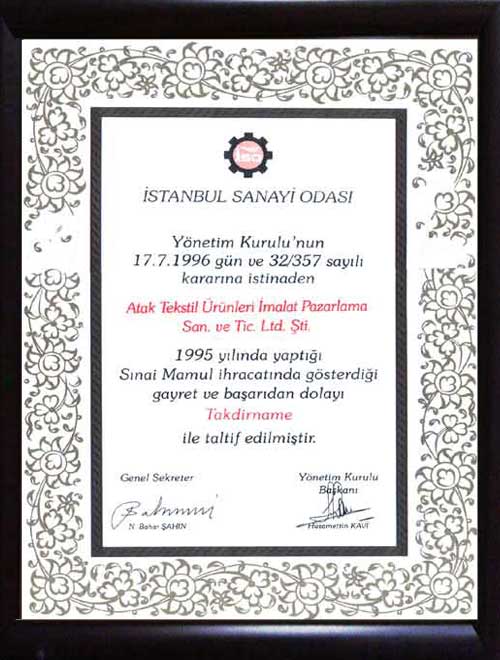 İSO
İSTANBUL SANAYİ ODASI
Yönetim Kurulu'nun
17.7.1996 gün ve 32/357 sayılı
kararına istinaden
Atak Tekstil Ürünleri İmalat Pazarlama
San. ve Tic. Ltd. Şti.
1995 yılında yaptığı
Sınai Mamul ihracatında gösterdiği
gayret ve başarıdan dolayı
Takdirname
ile taltif edilmiştir.
Genel Sekreter
Yönetim Kurulu
Başkanı
N. Bahar ŞAHİN
Hüsamettin KAVİ